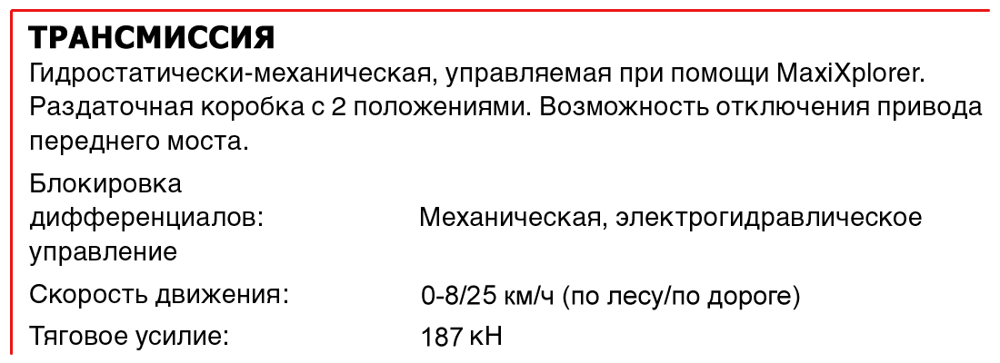 ТРАНСМИССИЯ
Гидростатически-механическая, управляемая при помощи MaxiXplorer.
Раздаточная коробка с 2 положениями. Возможность отключения привода
переднего моста.
Блокировка
дифференциалов: Механическая, электрогидравлическое
управление
Скорость движения: 0-8/25 км/ч (по лесу/по дороге)
Тяговое усилие: 187 кН